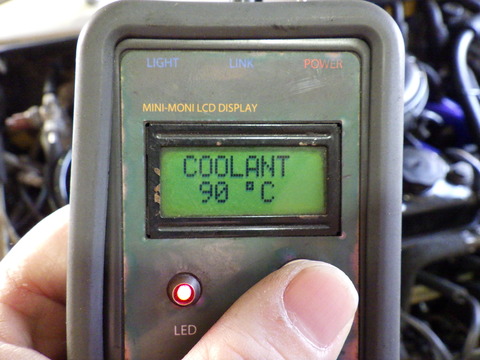 LIGHT LINK POWER
MINI-MONI LCD DISPLAY
COOLANT
90 °C
LED